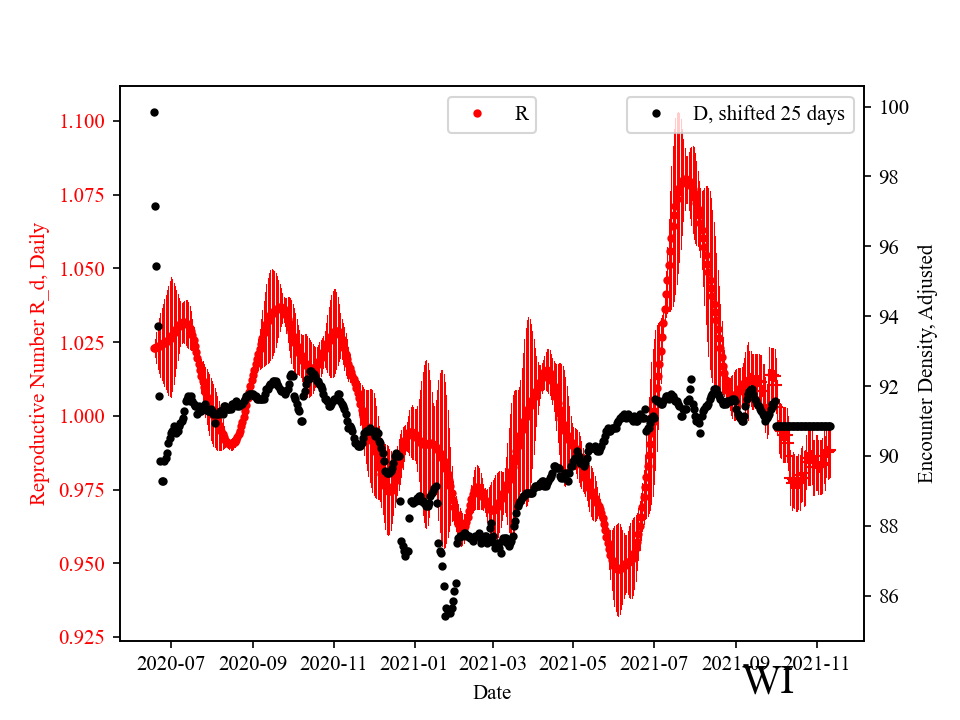 R
D, shifted 25 days
Reproductive Number R_d, Daily
1.100
1.075
1.050
1.025
1.000
0.975
0.950
0.925
100
98
96
94
92
90
88
86
Encounter Density, Adjusted
2020-07 2020-09 2020-11 2021-01 2021-03 2021-05 2021-07 2021-09 2021-11
Date
WI